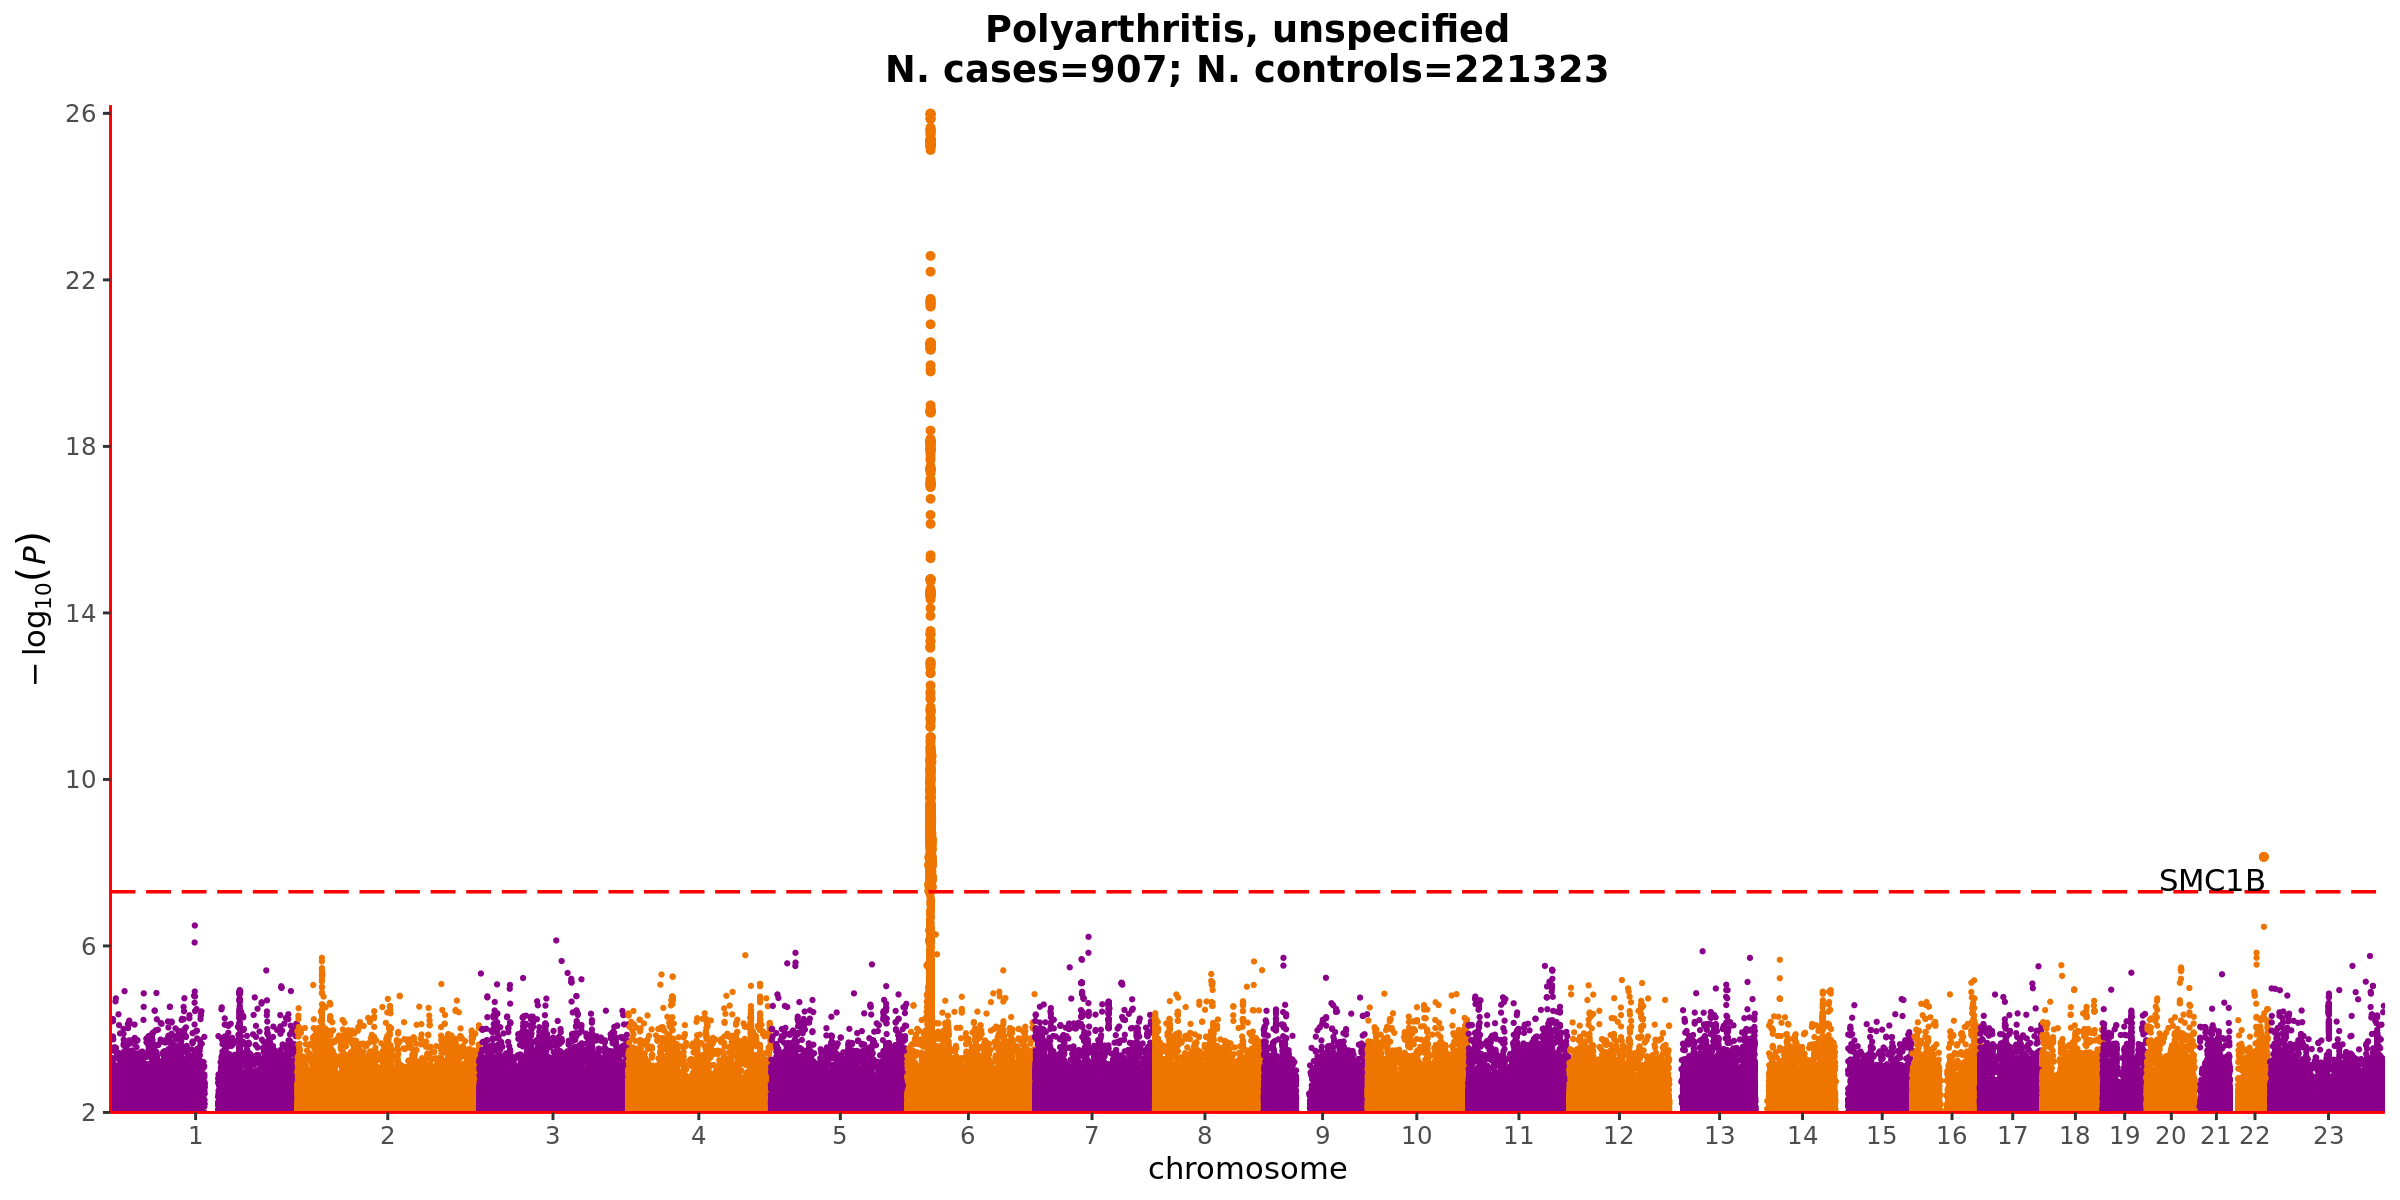 Polyarthritis, unspecified
N. cases=907; N. controls=221323
26
22
18
14
10
6
2
−log10(P)
SMC1B
1 2 3 4 5 6 7 8 9 10 11 12 13 14 15 16 17 18 19 20 21 22 23
chromosome